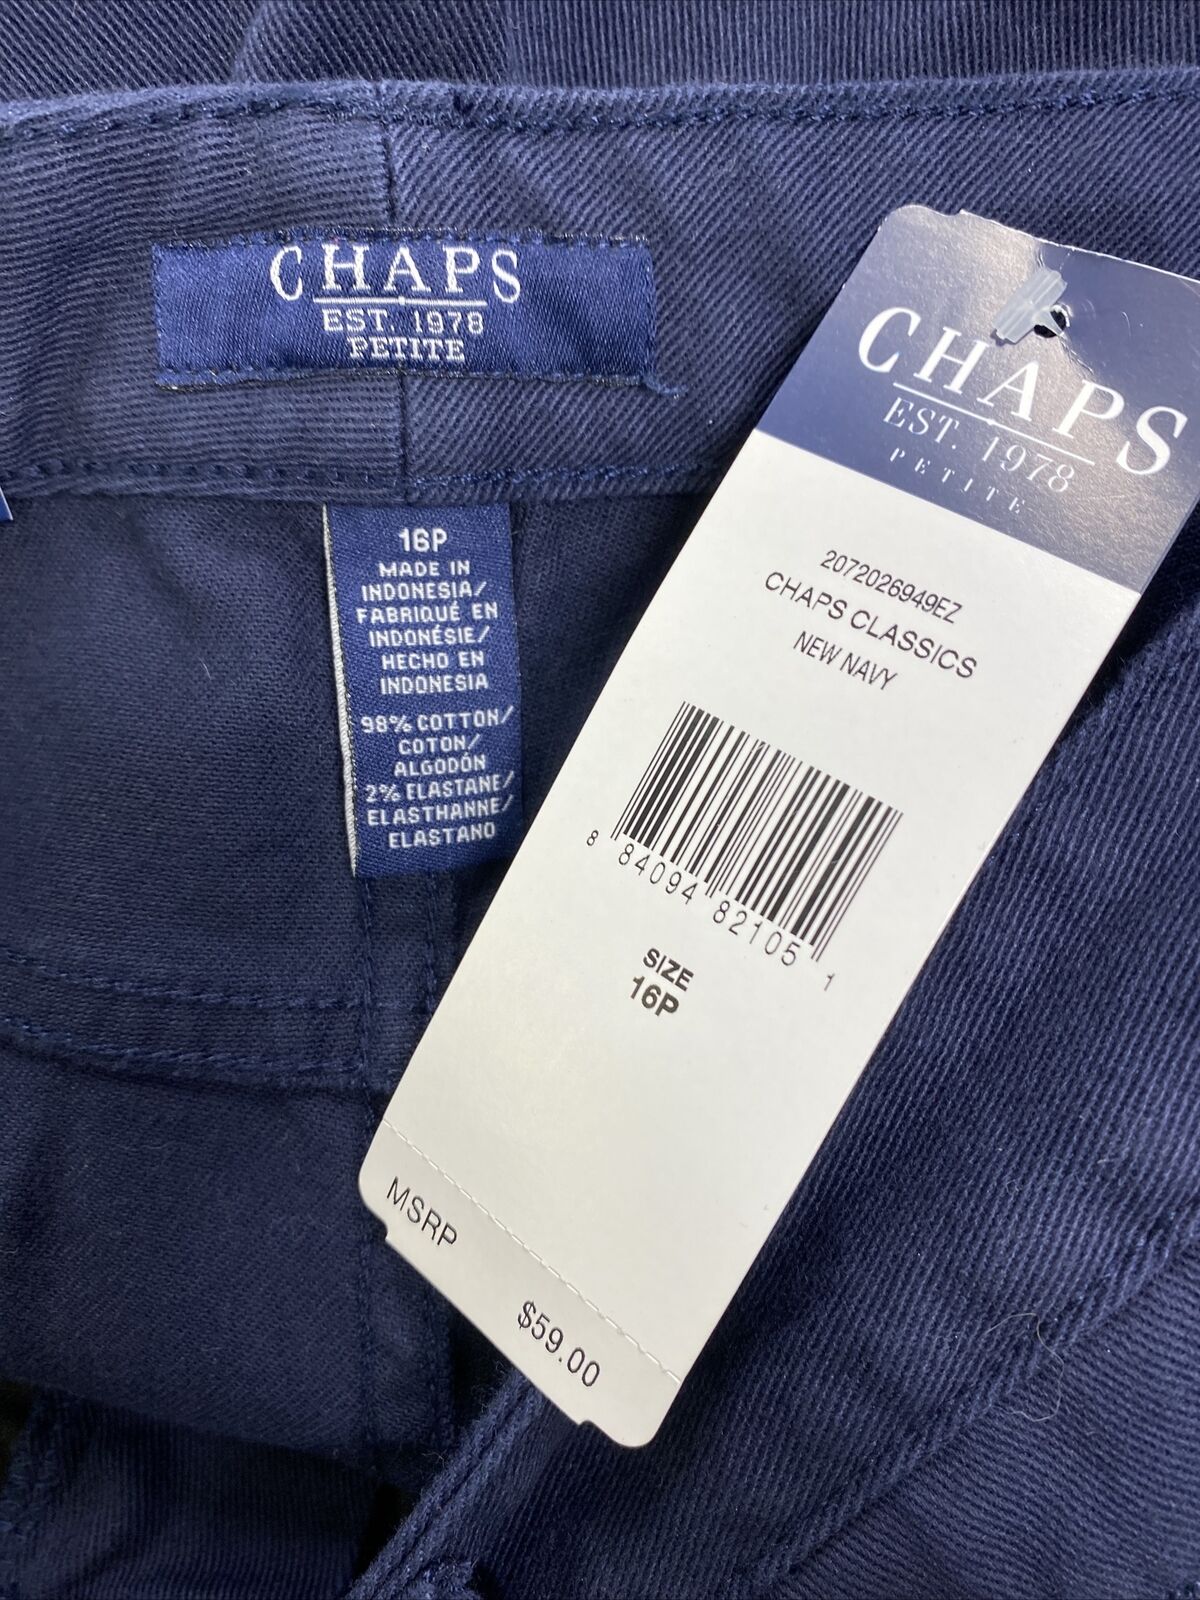 CHAPS
EST. 1978
PETITE
16P
MADE IN
INDONESIA/
FABRIQUÉ EN
INDONÉSIE/
HECHO EN
INDONESIA
98% COTTON/
COTON/
ALGODÓN
2% ELASTANE/
ELASTHANNE/
ELASTANO
CHAPS
EST. 1978
PETITE
2072026949EZ
CHAPS CLASSICS
NEW NAVY
8 84094 82105 1
SIZE
16P
MSRP
$59.00